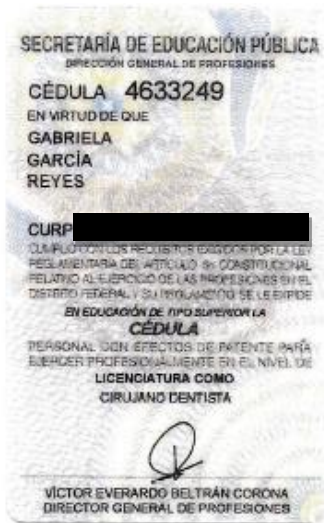 SECRETARÍA DE EDUCACIÓN PÚBLICA
DIRECCIÓN GENERAL DE PROFESIONES
CÉDULA 4633249
EN VIRTUD DE QUE
GABRIELA
GARCÍA
REYES
CURP
CUMPLIO CON LOS REQUISITOS EXIGIDOS POR LA LEY
REGLAMENTARIA DEL ARTICULO 5o. CONSTITUCIONAL
RELATIVO AL EJERCICIO DE LAS PROFESIONES EN EL
DISTRITO FEDERAL Y SU REGLAMENTO SE LE EXPIDE
EN EDUCACIÓN DE TIPO SUPERIOR LA
CÉDULA
PERSONAL CON EFECTOS DE PATENTE PARA
EJERCER PROFESIONALMENTE EN EL NIVEL DE
LICENCIATURA COMO
CIRUJANO DENTISTA
VÍCTOR EVERARDO BELTRÁN CORONA
DIRECTOR GENERAL DE PROFESIONES